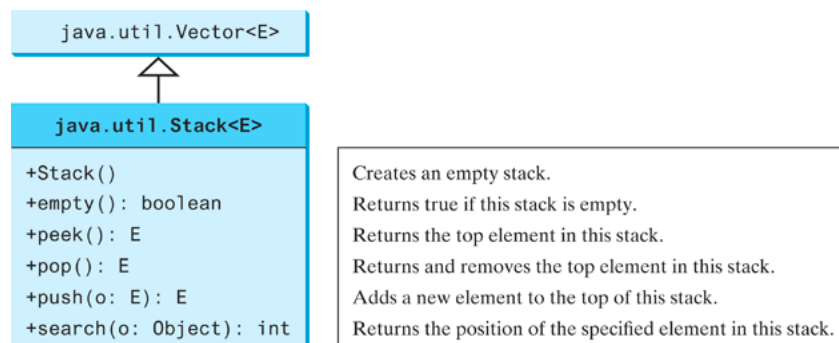 java.util.Vector<E>
java.util.Stack<E>
+Stack()
Creates an empty stack.
+empty(): boolean
Returns true if this stack is empty.
+peek(): E
Returns the top element in this stack.
+pop(): E
Returns and removes the top element in this stack.
+push(o: E): E
Adds a new element to the top of this stack.
+search(o: Object): int
Returns the position of the specified element in this stack.